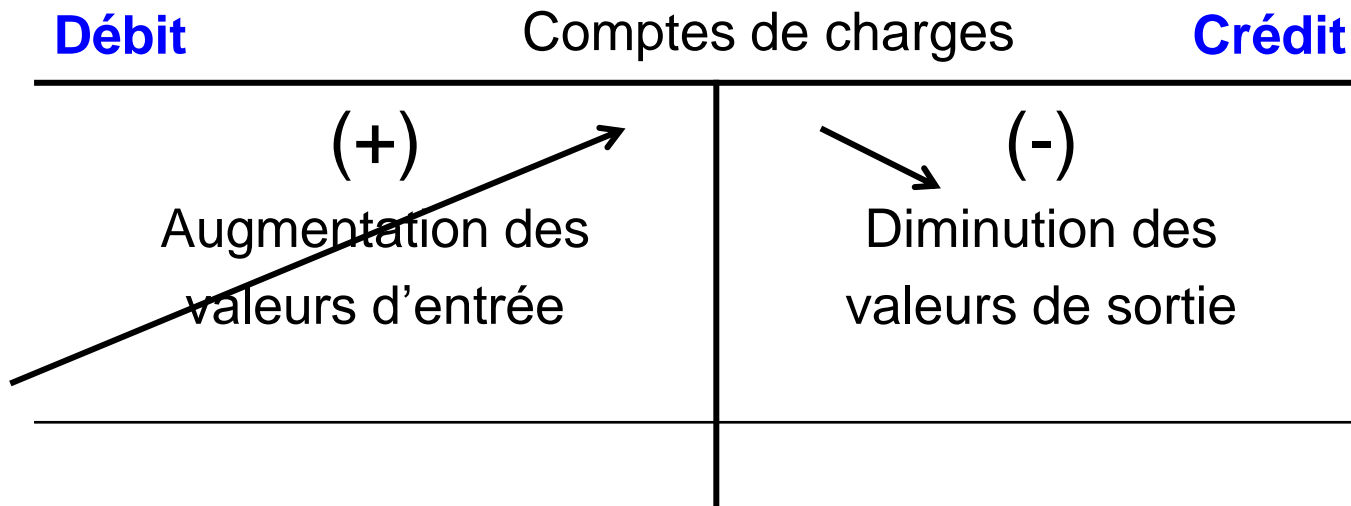 Débit Comptes de charges Crédit
(+) (-)
Augmentation des Diminution des
valeurs d'entrée valeurs de sortie